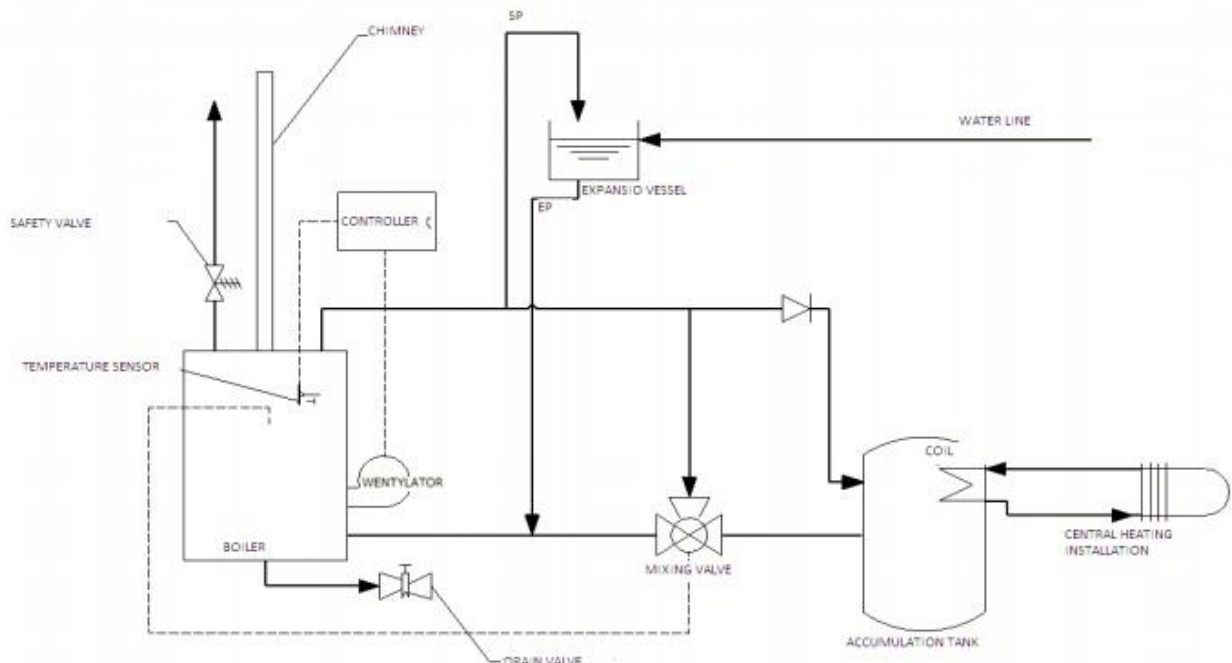 SP
CHIMNEY
WATER LINE
EXPANSIO VESSEL
EP
CONTROLLER
SAFETY VALVE
TEMPERATURE SENSOR
T
COIL
WENTYLATOR
CENTRAL HEATING
INSTALLATION
BOILER
MIXING VALVE
ACCUMULATION TANK
DRAIN VALVE